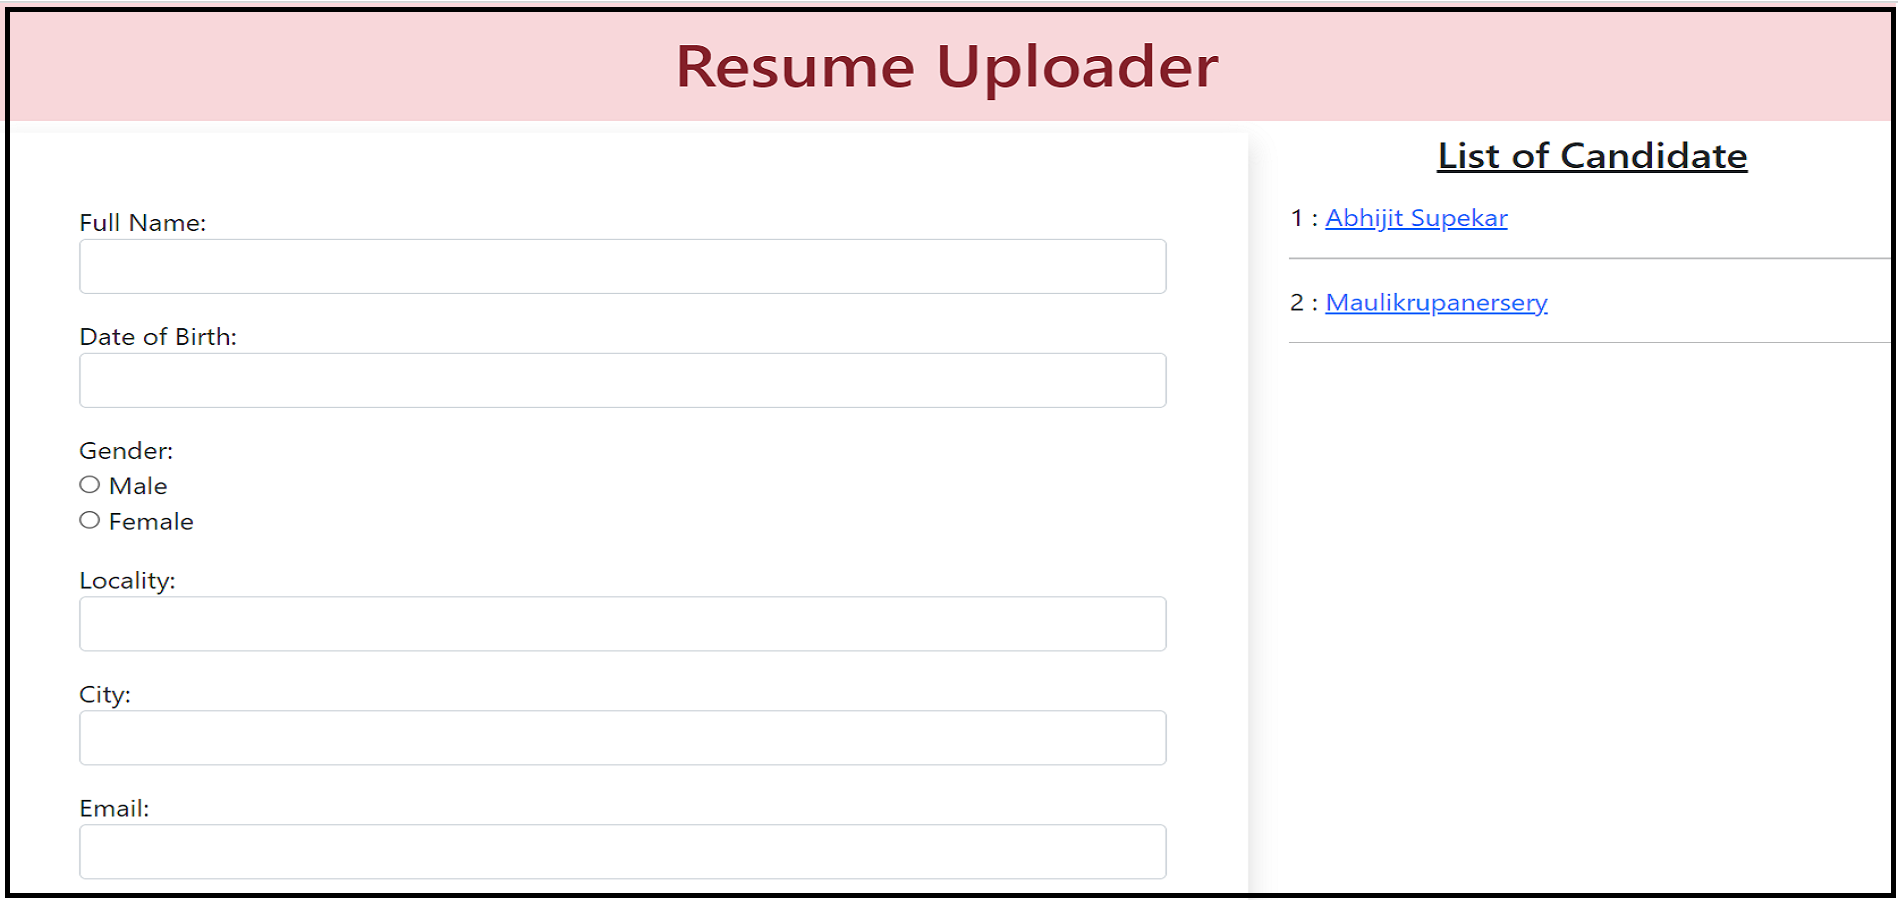 Resume Uploader
Full Name:
Date of Birth:
Gender:
Male
Female
Locality:
City:
Email:
List of Candidate
1 : Abhijit Supekar
2 : Maulikrupanersery